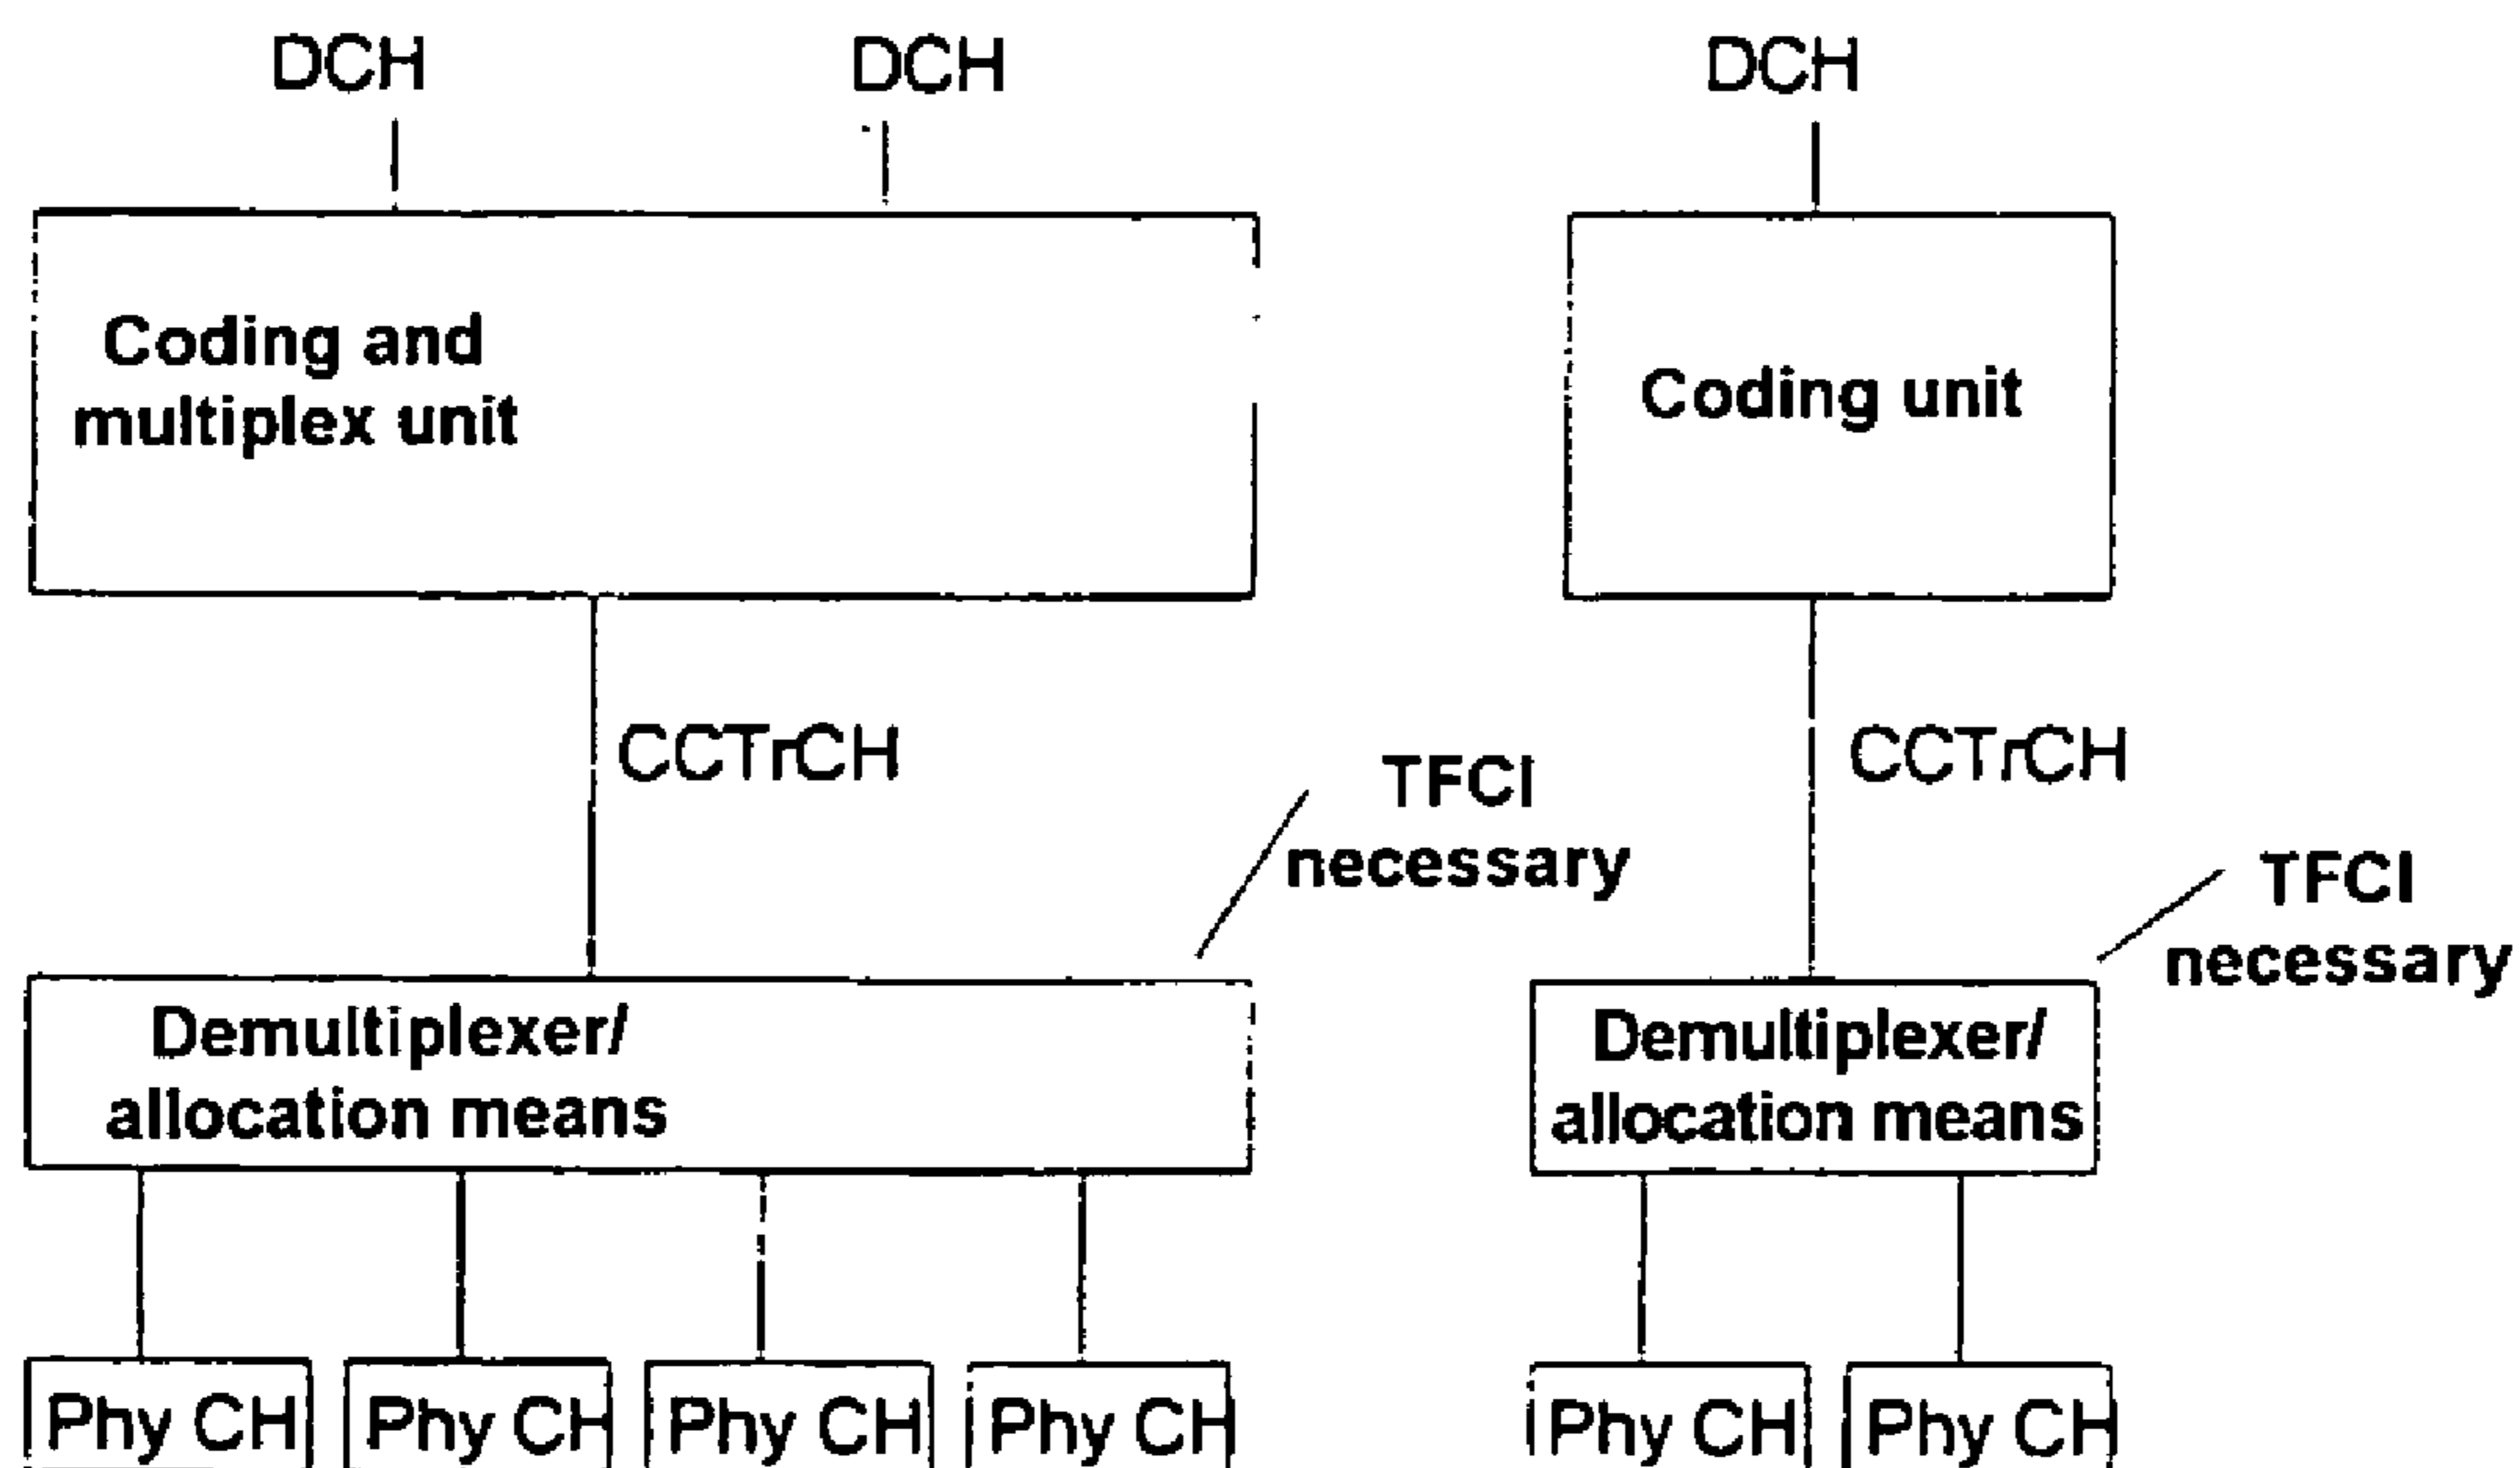 DCH
DCH
DCH
Coding and
multiplex unit
Coding unit
CCTrCH
TFCI
necessary
CCTrCH
TFCI
necessary
Demultiplexer/
allocation means
Demultiplexer/
allocation means
Phy CH
Phy CH
Phy CH
Phy CH
Phy CH
Phy CH